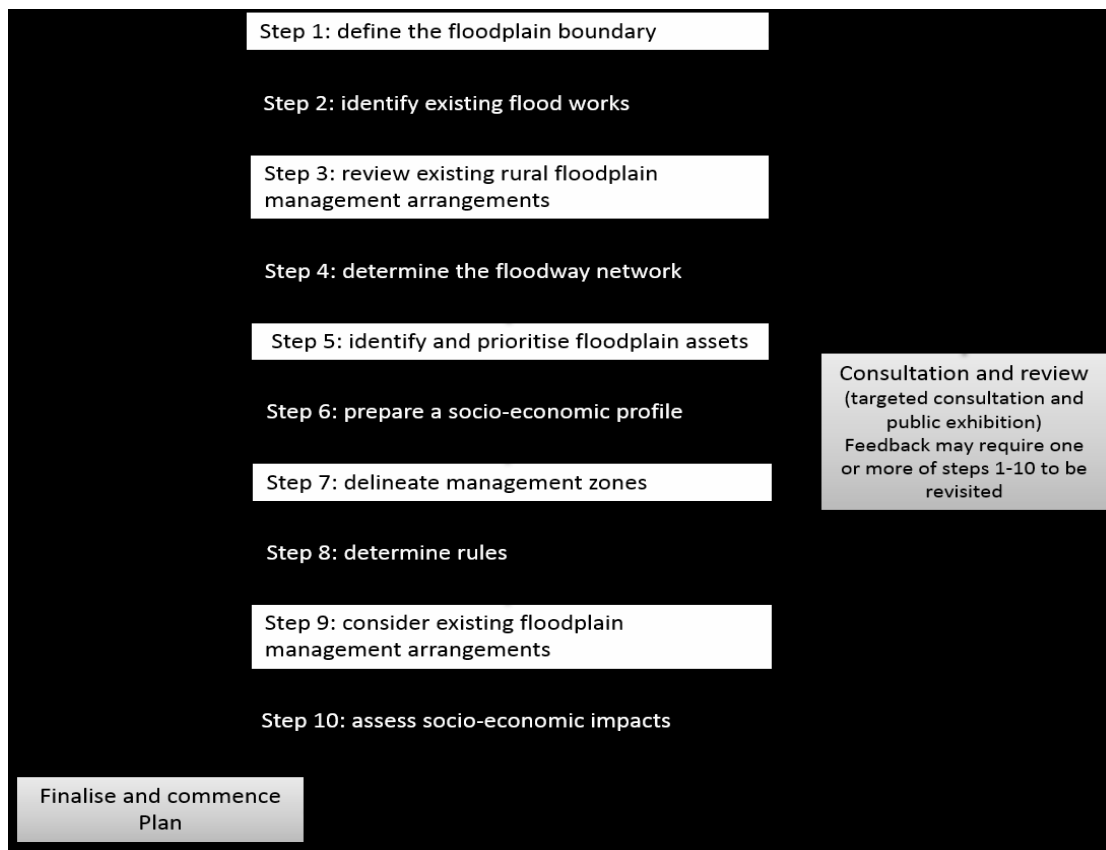 Step 1: define the floodplain boundary
Step 2: identify existing flood works
Step 3: review existing rural floodplain
management arrangements
Step 4: determine the floodway network
Step 5: identify and prioritise floodplain assets
Step 6: prepare a socio-economic profile
Step 7: delineate management zones
Step 8: determine rules
Step 9: consider existing floodplain
management arrangements
Step 10: assess socio-economic impacts
Consultation and review
(targeted consultation and
public exhibition)
Feedback may require one
or more of steps 1-10 to be
revisited
Finalise and commence
Plan